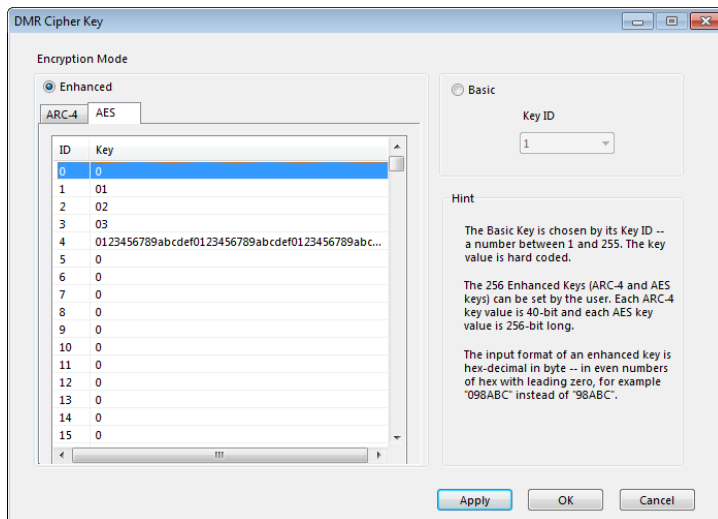 DMR Cipher Key
Encryption Mode
Enhanced
ARC-4 AES
ID Key
0 0
1 01
2 02
3 03
4 0123456789abcdef0123456789abcdef0123456789abc...
5 0
6 0
7 0
8 0
9 0
10 0
11 0
12 0
13 0
14 0
15 0
Basic
Key ID
1
Hint
The Basic Key is chosen by its Key ID --
a number between 1 and 255. The key
value is hard coded.
The 256 Enhanced Keys (ARC-4 and AES
keys) can be set by the user. Each ARC-4
key value is 40-bit and each AES key
value is 256-bit long.
The input format of an enhanced key is
hex-decimal in byte -- in even numbers
of hex with leading zero, for example
"098ABC" instead of "98ABC".
Apply OK Cancel